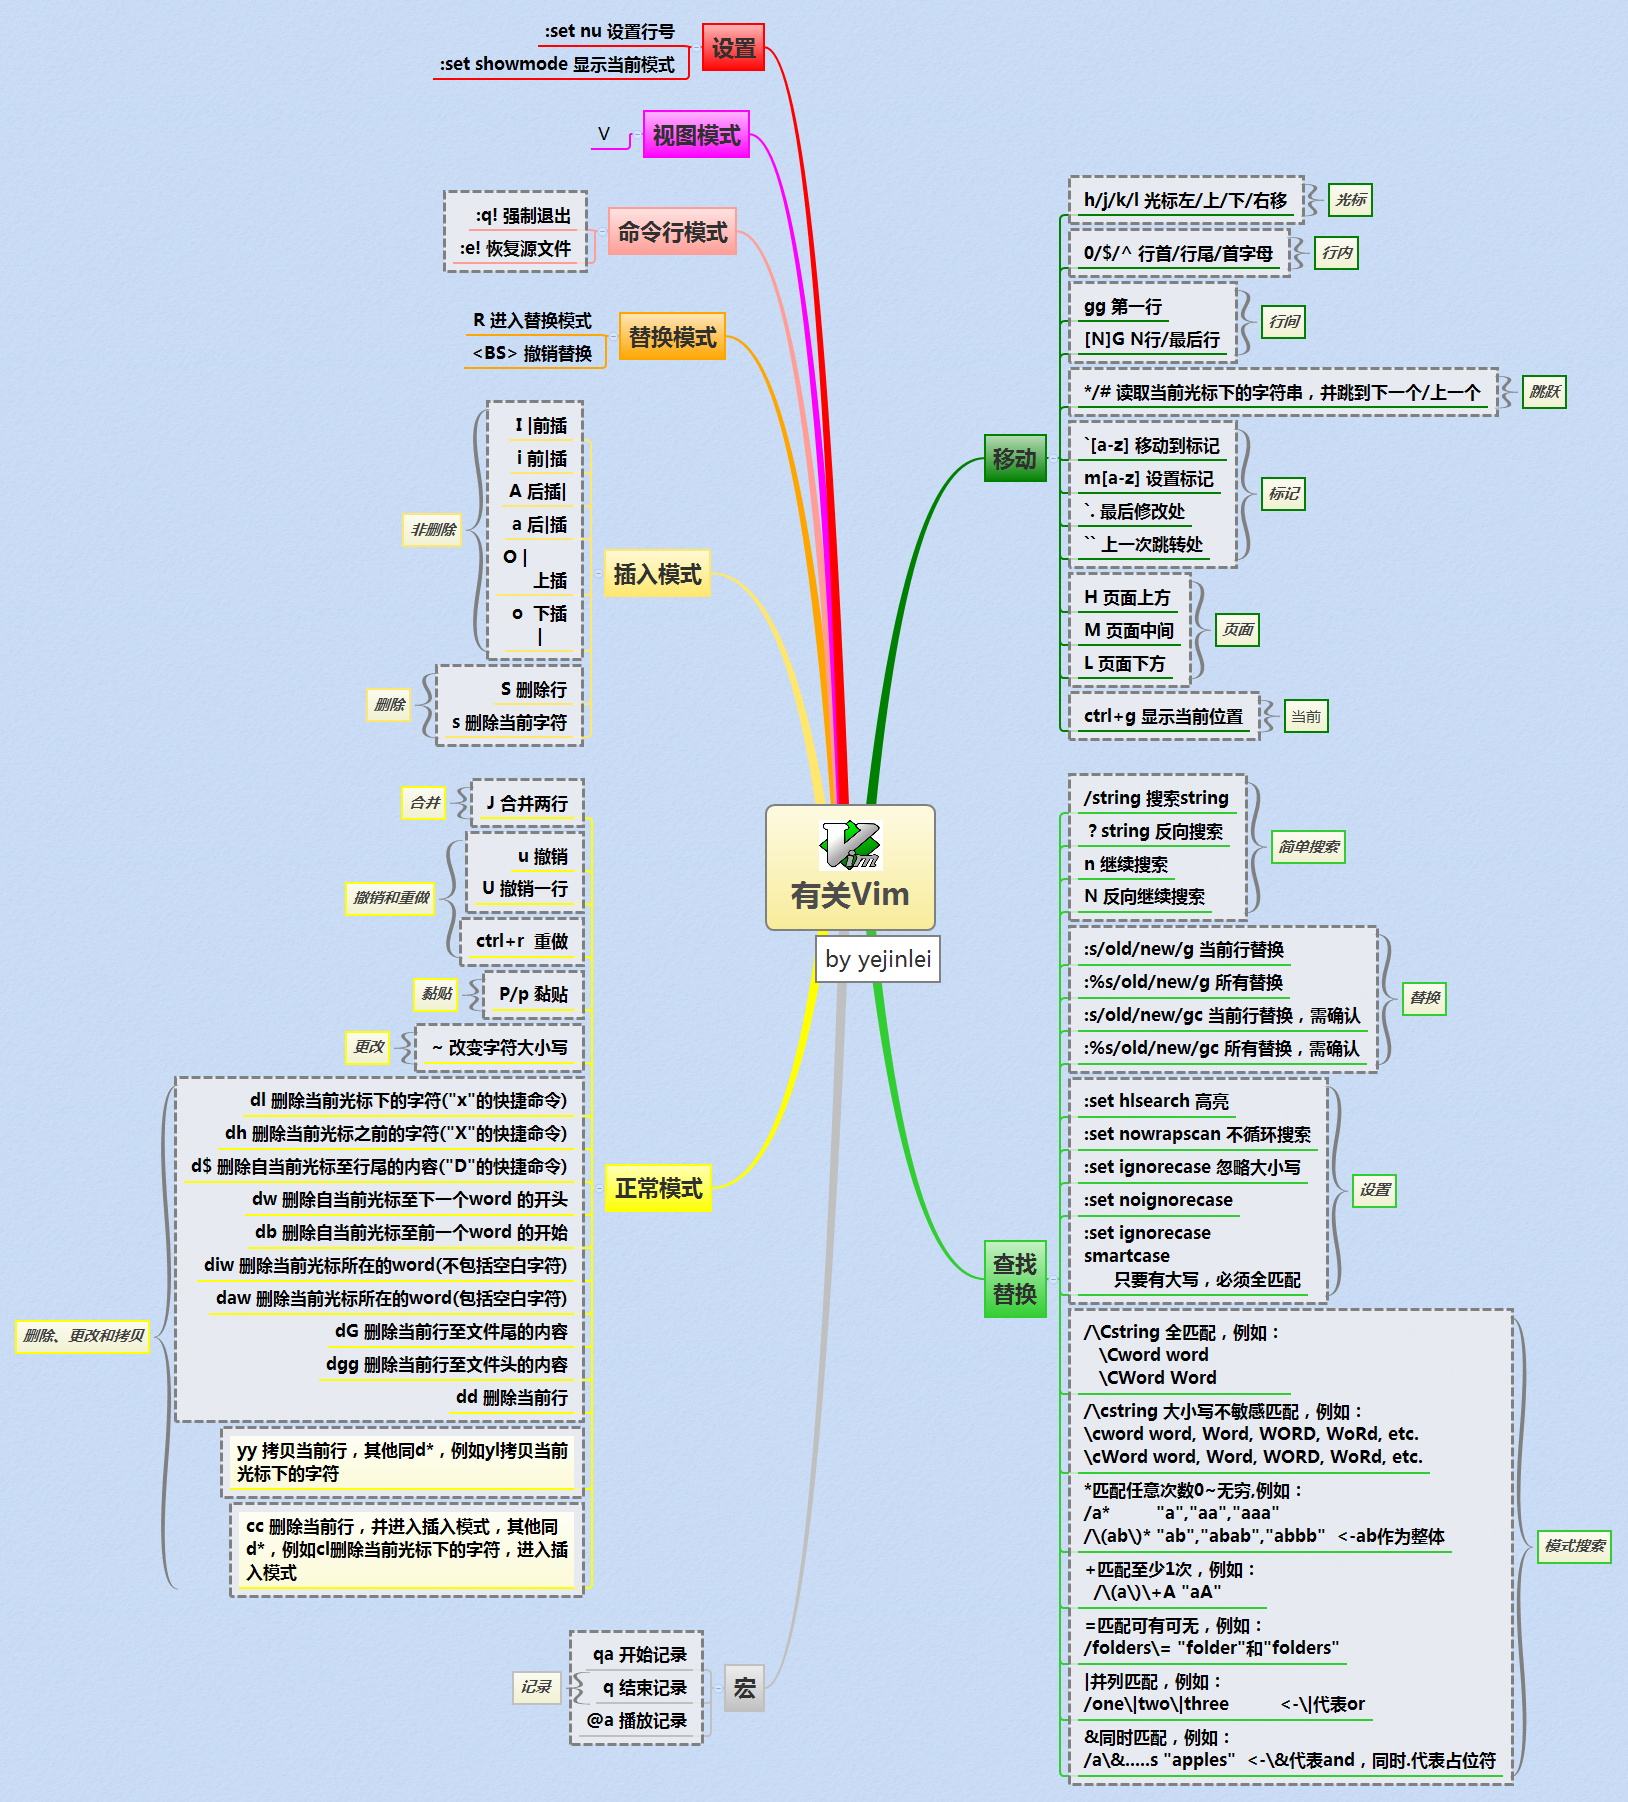 :set nu 设置行号
:set showmode 显示当前模式
设置
V
视图模式
:q! 强制退出
:e! 恢复源文件
命令行模式
R 进入替换模式
<BS> 撤销替换
替换模式
非删除
I |前插
i 前|插
A 后插|
a 后|插
O |
上插
o 下插
|
删除
S 删除行
s 删除当前字符
插入模式
合并
J 合并两行
撤销和重做
u 撤销
U 撤销一行
ctrl+r 重做
黏贴
P/p 黏贴
更改
~ 改变字符大小写
删除、更改和拷贝
dl 删除当前光标下的字符("x"的快捷命令)
dh 删除当前光标之前的字符("X"的快捷命令)
d$ 删除自当前光标至行尾的内容("D"的快捷命令)
dw 删除自当前光标至下一个word 的开头
db 删除自当前光标至前一个word 的开始
diw 删除当前光标所在的word(不包括空白字符)
daw 删除当前光标所在的word(包括空白字符)
dG 删除当前行至文件尾的内容
dgg 删除当前行至文件头的内容
dd 删除当前行
yy 拷贝当前行，其他同d*，例如yl拷贝当前
光标下的字符
cc 删除当前行，并进入插入模式，其他同
d*，例如cl删除当前光标下的字符，进入插
入模式
正常模式
记录
qa 开始记录
q 结束记录
@a 播放记录
宏
Vim
有关Vim
by yejinlei
移动
h/j/k/l 光标左/上/下/右移
光标
0/$/^ 行首/行尾/首字母
行内
gg 第一行
[N]G N行/最后行
行间
*/# 读取当前光标下的字符串，并跳到下一个/上一个
跳跃
`[a-z] 移动到标记
m[a-z] 设置标记
`. 最后修改处
`` 上一次跳转处
标记
H 页面上方
M 页面中间
L 页面下方
页面
ctrl+g 显示当前位置
当前
查找
替换
/string 搜索string
？string 反向搜索
n 继续搜索
N 反向继续搜索
简单搜索
:s/old/new/g 当前行替换
:%s/old/new/g 所有替换
:s/old/new/gc 当前行替换，需确认
:%s/old/new/gc 所有替换，需确认
替换
:set hlsearch 高亮
:set nowrapscan 不循环搜索
:set ignorecase 忽略大小写
:set noignorecase
:set ignorecase
smartcase
只要有大写，必须全匹配
设置
/\Cstring 全匹配，例如：
\Cword word
\CWord Word
/\cstring 大小写不敏感匹配，例如：
\cword word, Word, WORD, WoRd, etc.
\cWord word, Word, WORD, WoRd, etc.
*匹配任意次数0~无穷,例如：
/a* "a","aa","aaa"
/\(ab\)* "ab","abab","abbb" <-ab作为整体
+匹配至少1次，例如：
/\(a\)\+A "aA"
=匹配可有可无，例如：
/folders\= "folder"和"folders"
|并列匹配，例如：
/one\|two\|three <-\|代表or
&同时匹配，例如：
/a\&.....s "apples" <-\&代表and，同时.代表占位符
模式搜索